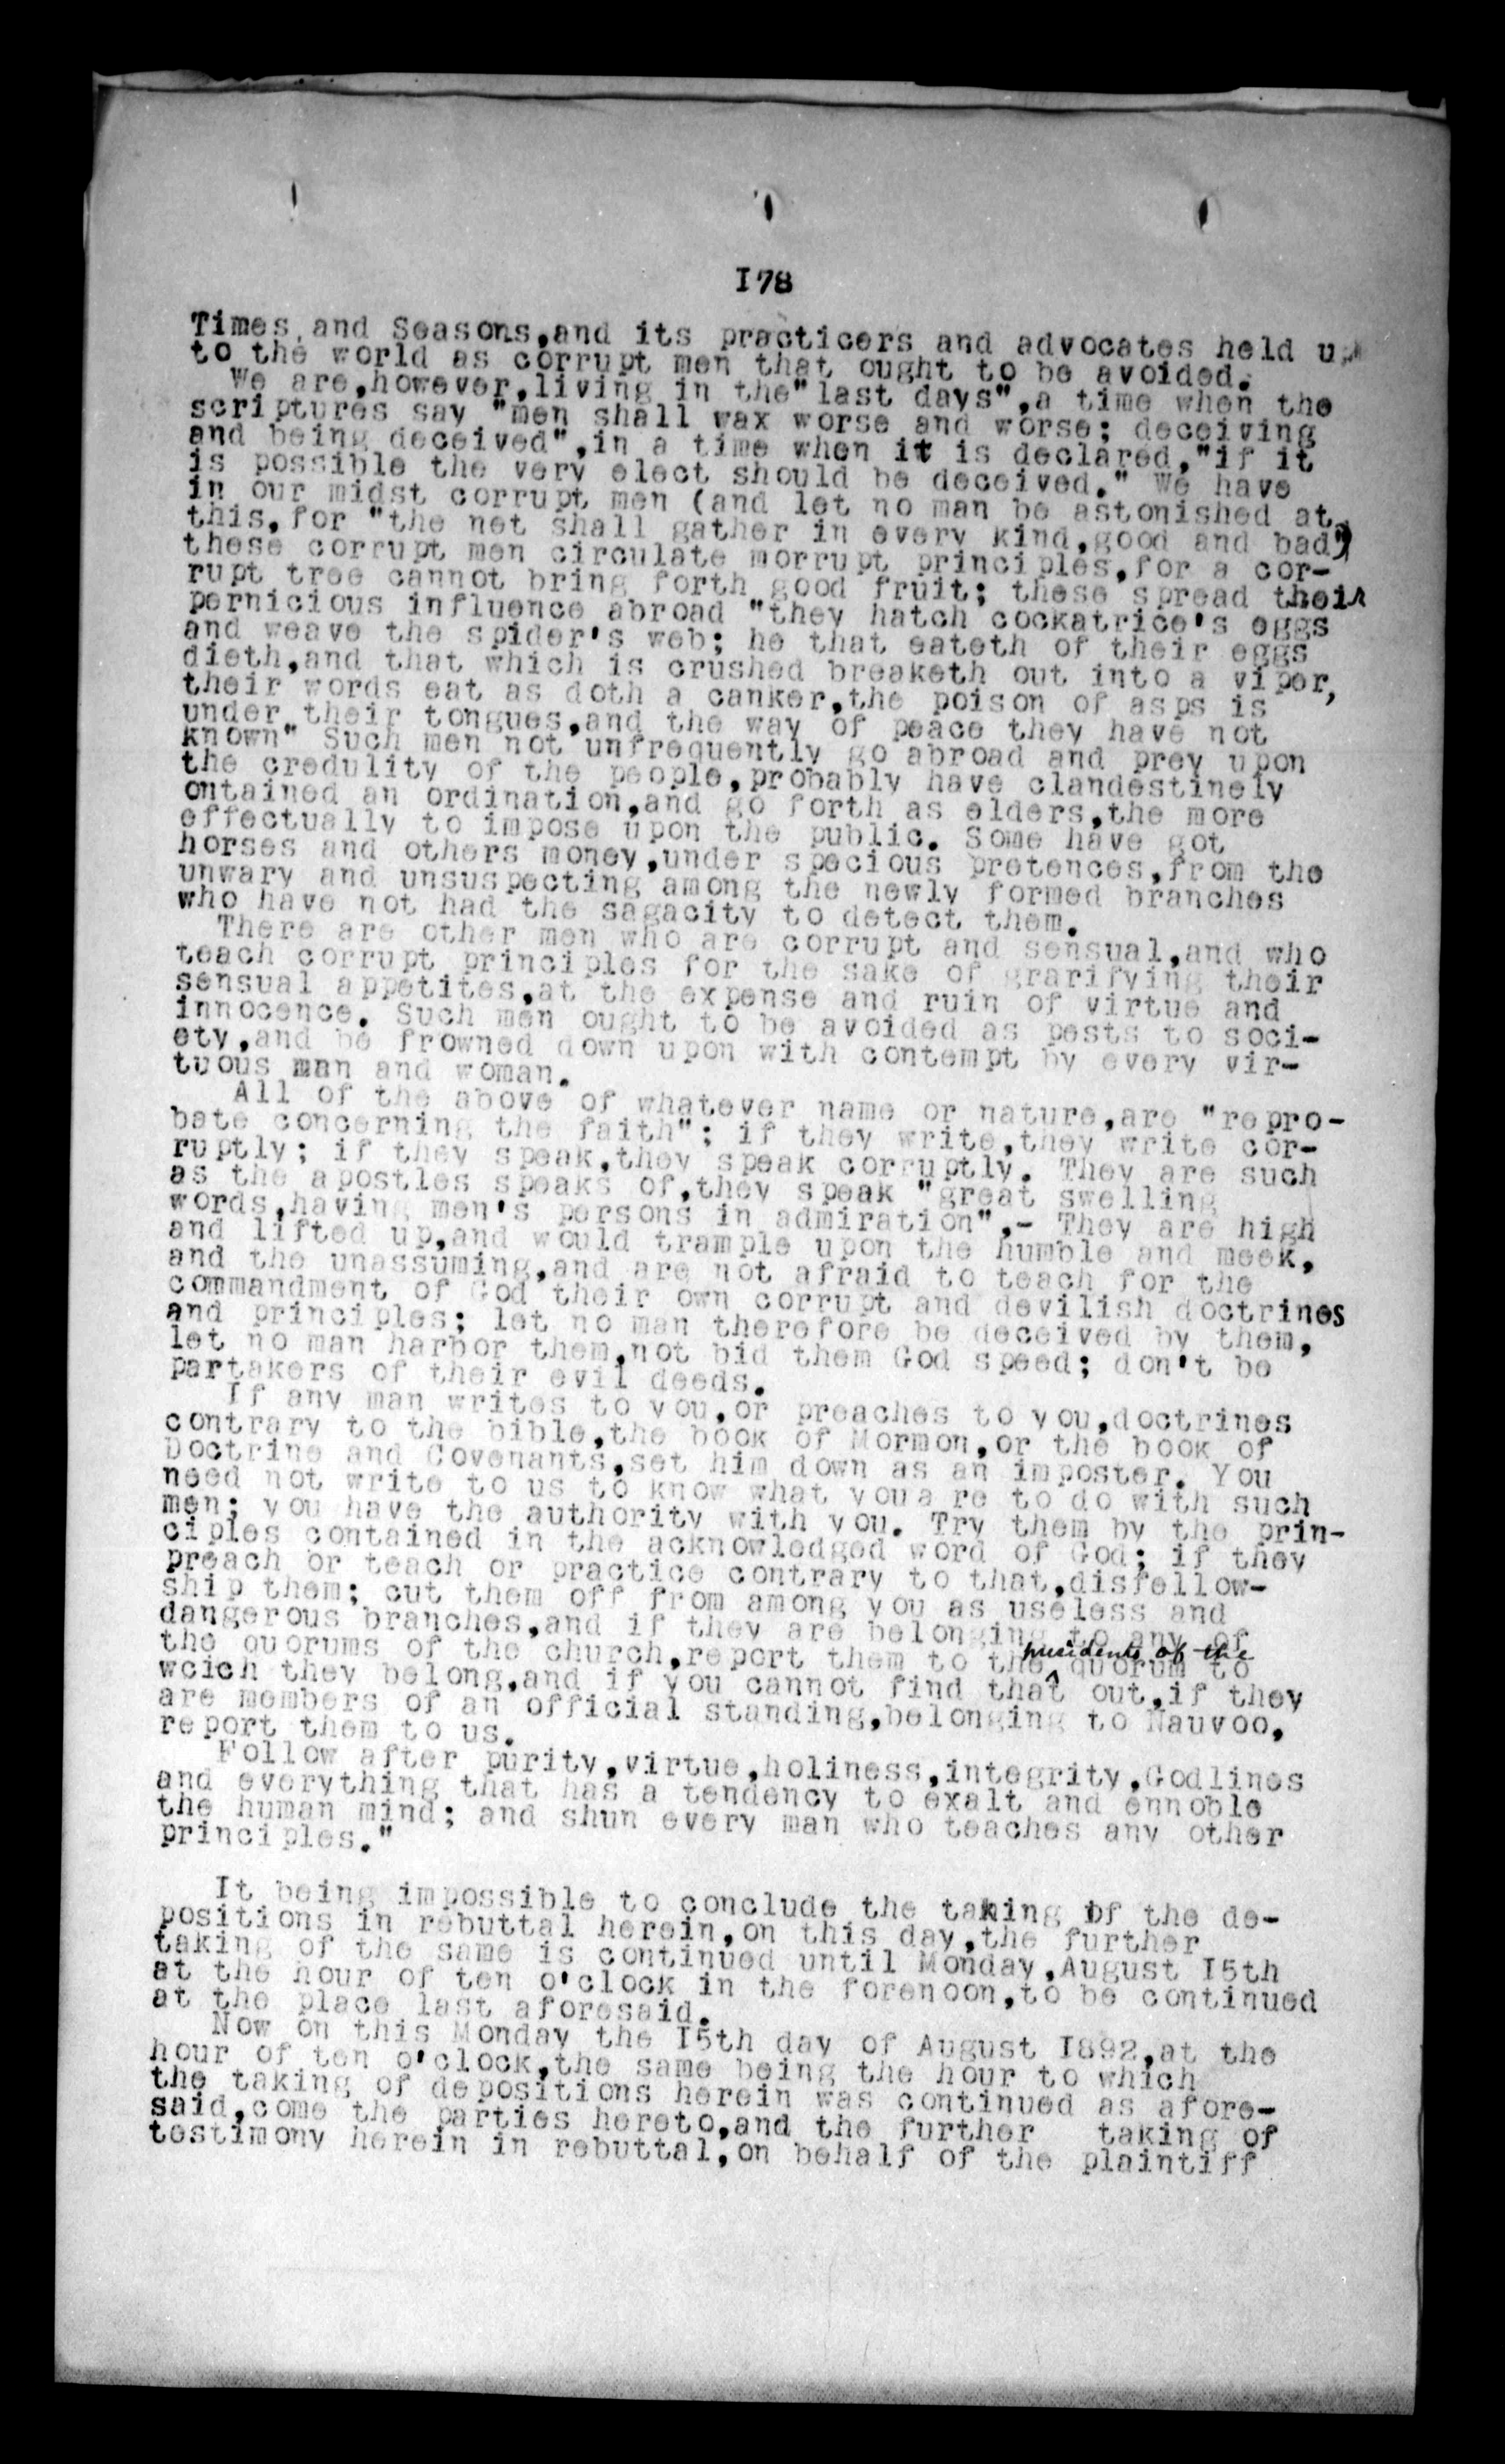 178
Times and Seasons,and its practicers and advocates held up
to the world as corrupt men that ought to be avoided.
We are,however,living in the"last days",a time when the
scriptures say "men shall wax worse and worse; deceiving
and being deceived",in a time when it is declared,"if it
is possible the very elect should be deceived." We have
in our midst corrupt men (and let no man be astonished at
this,for "the net shall gather in every kind,good and bad")
these corrupt men circulate morrupt principles,for a cor-
rupt tree cannot bring forth good fruit; these spread their
pernicious influence abroad "they hatch cockatrice's eggs
and weave the spider's web; he that eateth of their eggs
dieth,and that which is crushed breaketh out into a viper,
their words eat as doth a canker,the poison of asps is
under their tongues,and the way of peace they have not
known" Such men not unfrequently go abroad and prey upon
the credulity of the people,probably have clandestinely
ontained an ordination,and go forth as elders,the more
effectually to impose upon the public. Some have got
horses and others money,under specious pretences,from the
unwary and unsuspecting among the newly formed branches
who have not had the sagacity to detect them.
There are other men who are corrupt and sensual,and who
teach corrupt principles for the sake of grarifying their
sensual appetites,at the expense and ruin of virtue and
innocence. Such men ought to be avoided as pests to soci-
ety,and be frowned down upon with contempt by every vir-
tuous man and woman.
All of the above of whatever name or nature,are "repro-
bate concerning the faith"; if they write,they write cor-
ruptly; if they speak,they speak corruptly. They are such
as the apostles speaks of,they speak "great swelling
words,having men's persons in admiration",- They are high
and lifted up,and would trample upon the humble and meek,
and the unassuming,and are not afraid to teach for the
commandment of God their own corrupt and devilish doctrines
and principles; let no man therefore be deceived by them,
let no man harbor them,not bid them God speed; don't be
partakers of their evil deeds.
If any man writes to you,or preaches to you,doctrines
contrary to the bible,the book of Mormon,or the book of
Doctrine and Covenants,set him down as an imposter. You
need not write to us to know what youa re to do with such
men; you have the authority with you. Try them by the prin-
ciples contained in the acknowledged word of God; if they
preach or teach or practice contrary to that,disfellow-
ship them; cut them off from among you as useless and
dangerous branches,and if they are belonging to any of
presidents of the
the quorums of the church,report them to the quorum to
wcich they belong,and if you cannot find that out,if they
are members of an official standing,belonging to Nauvoo,
report them to us.
Follow after purity,virtue,holiness,integrity,Godlines
and everything that has a tendency to exalt and ennoble
the human mind; and shun every man who teaches any other
principles."
It being impossible to conclude the taking of the de-
positions in rebuttal herein,on this day,the further
taking of the same is continued until Monday,August I5th
at the hour of ten o'clock in the forenoon,to be continued
at the place last aforesaid.
Now on this Monday the I5th day of August I892,at the
hour of ten o'clock,the same being the hour to which
the taking of depositions herein was continued as afore-
said,come the parties hereto,and the further taking of
testimony herein in rebuttal,on behalf of the plaintiff